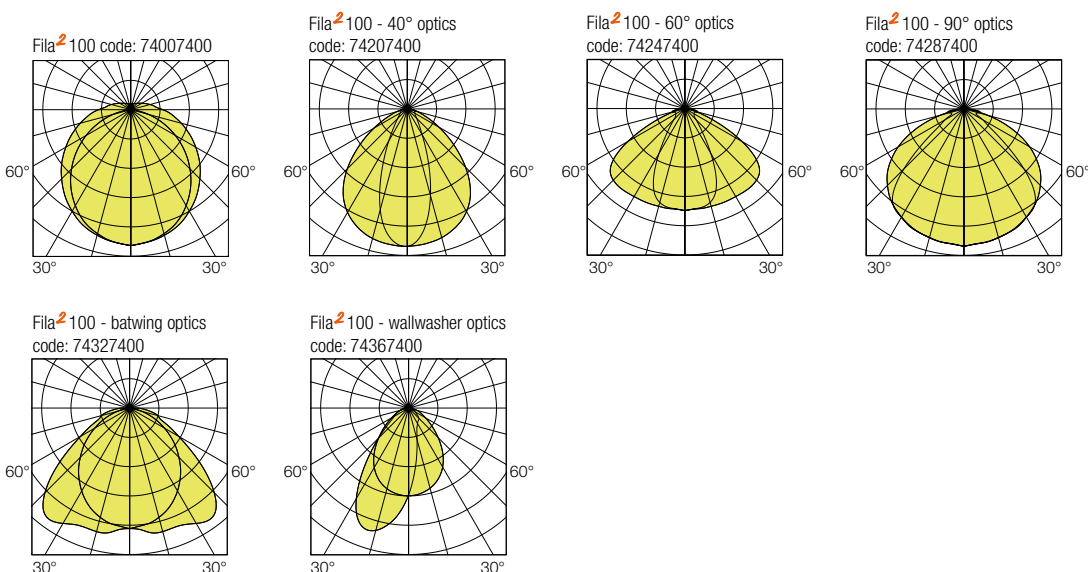 Fila2 100 code: 74007400
60° 60°
30° 30°
Fila2 100 - 40° optics
code: 74207400
60° 60°
30° 30°
Fila2 100 - 60° optics
code: 74247400
60° 60°
30° 30°
Fila2 100 - 90° optics
code: 74287400
60° 60°
30° 30°
Fila2 100 - batwing optics
code: 74327400
60° 60°
30° 30°
Fila2 100 - wallwasher optics
code: 74367400
60° 60°
30° 30°